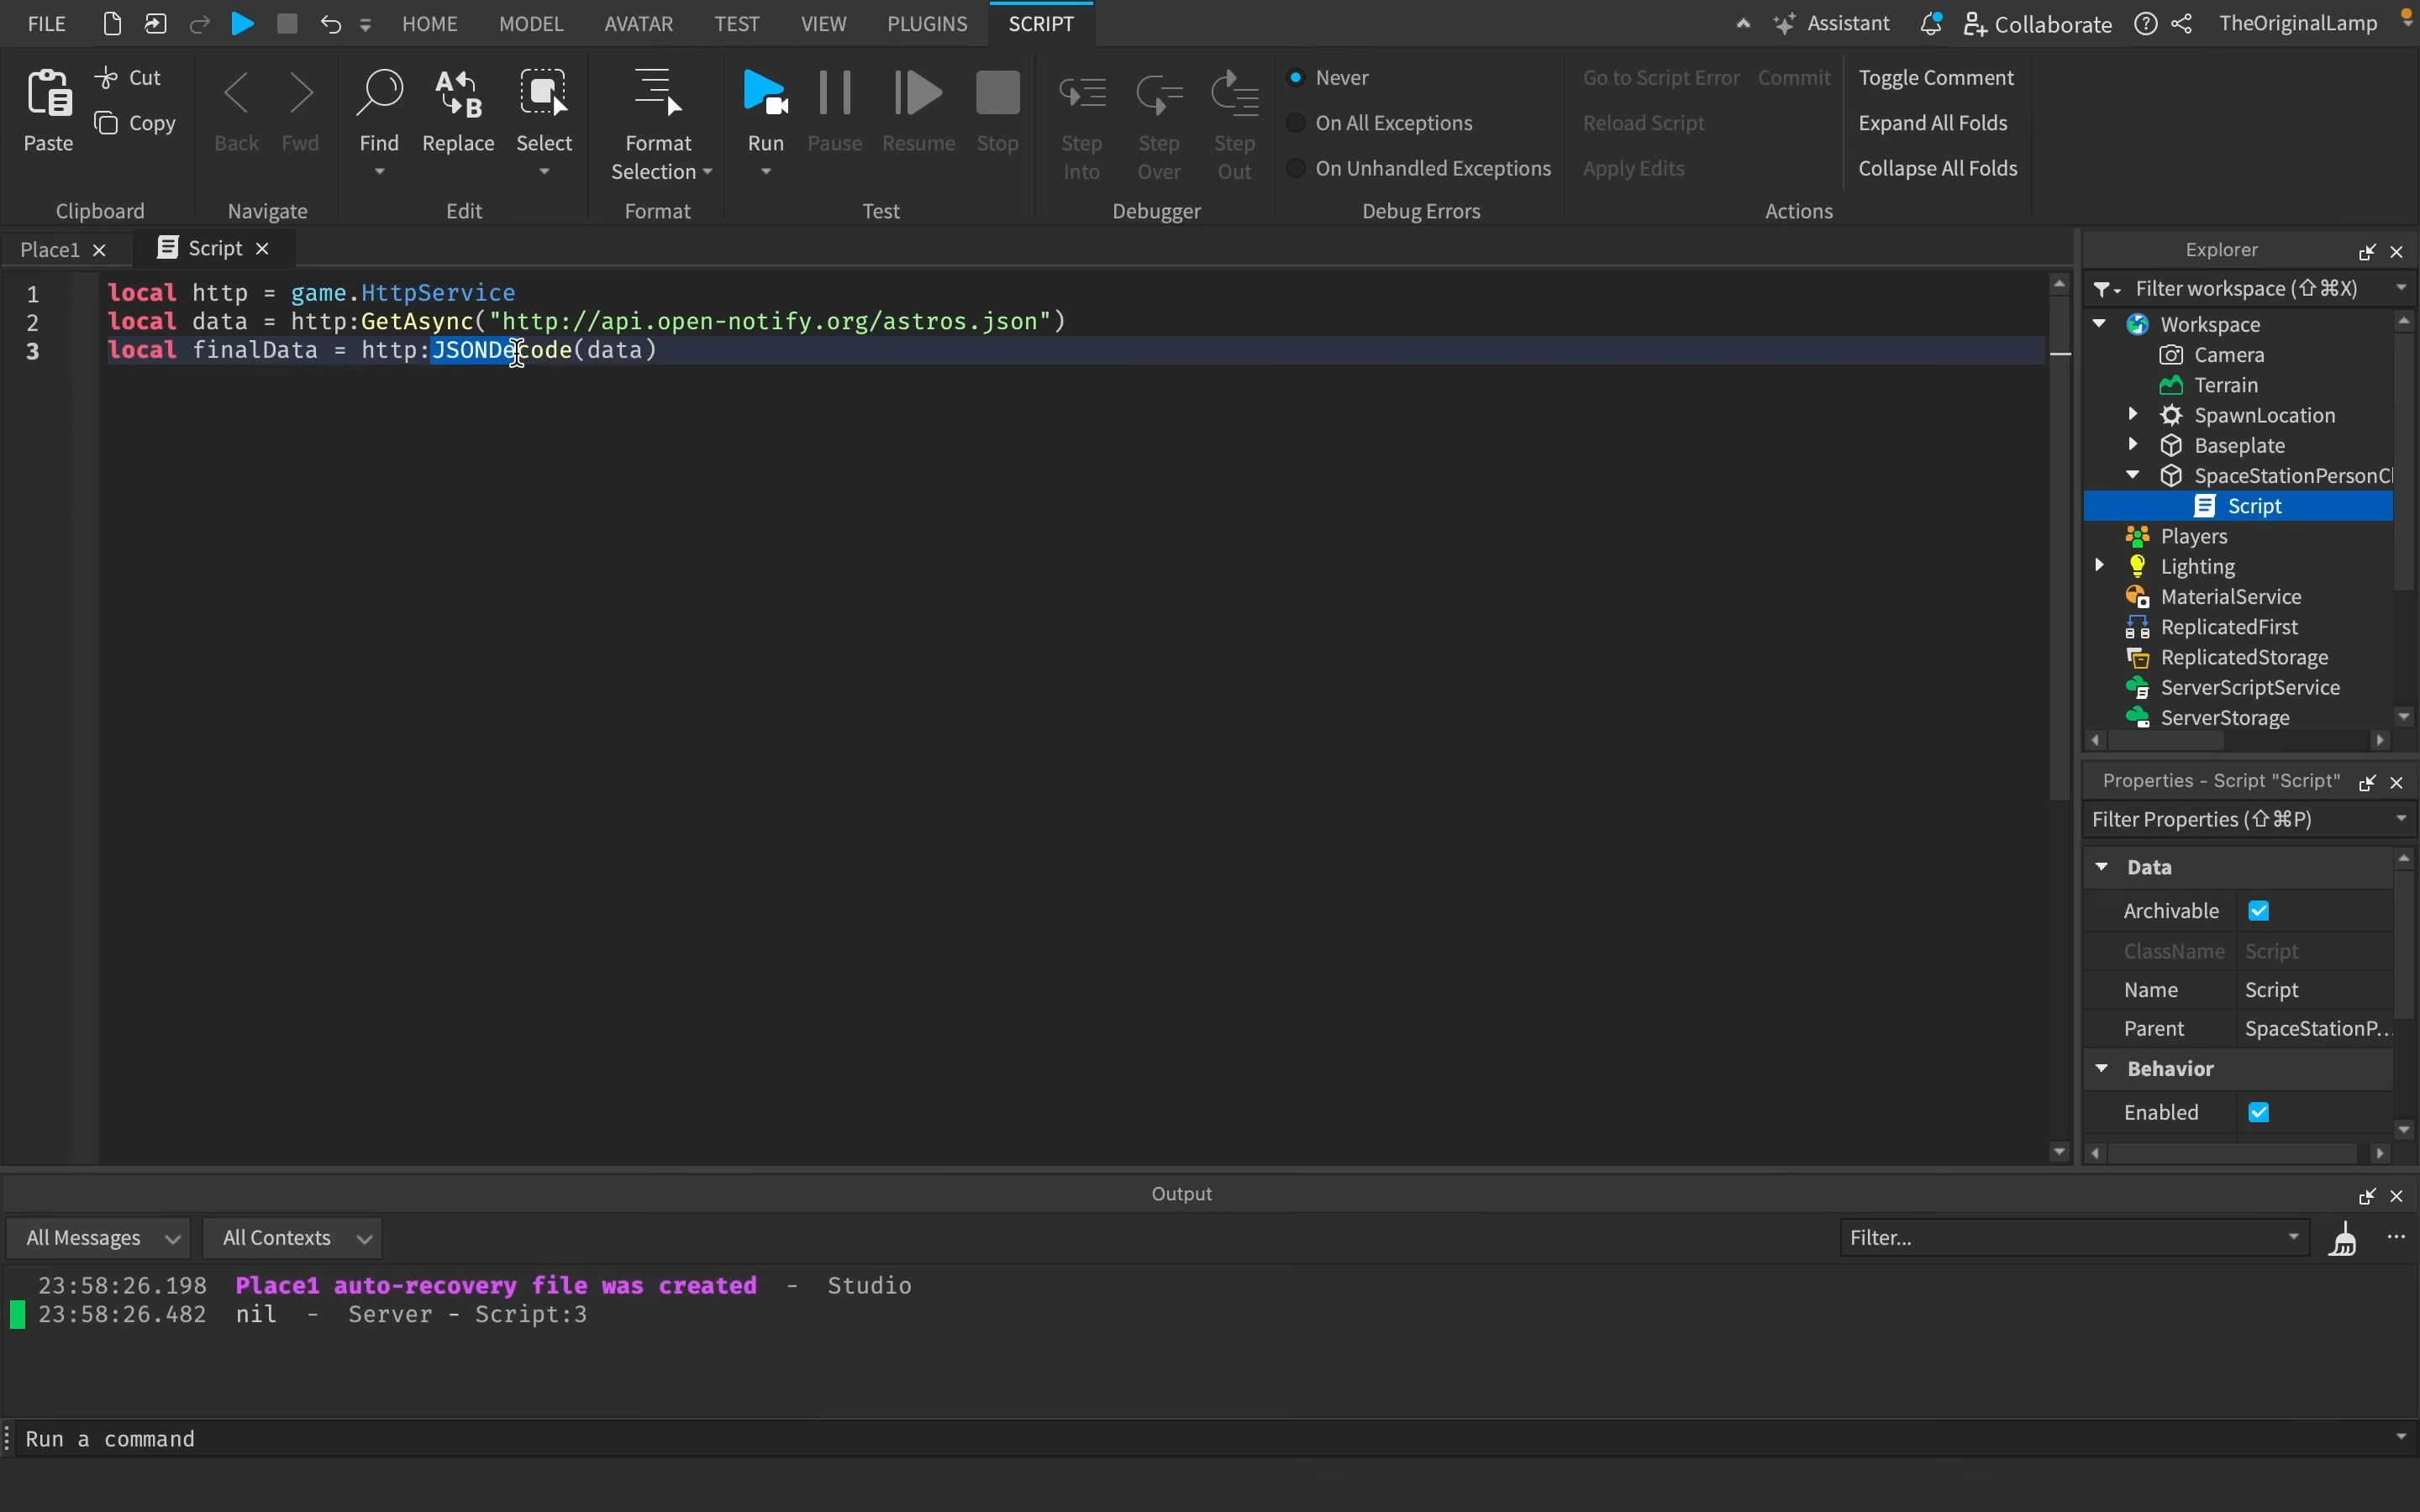 FILE HOME MODEL AVATAR TEST VIEW PLUGINS SCRIPT Assistant Collaborate TheOriginalLamp
Paste Cut Copy Clipboard
Back Fwd Navigate
Find Replace Select Edit
Format Selection Format
Run Pause Resume Stop Test
Step Into Step Over Step Out Debugger
Never
On All Exceptions
On Unhandled Exceptions
Debug Errors
Go to Script Error Commit
Reload Script
Apply Edits
Toggle Comment
Expand All Folds
Collapse All Folds
Actions
Place1 Script
1 local http = game.HttpService
2 local data = http:GetAsync("http://api.open-notify.org/astros.json")
3 local finalData = http:JSONDecode(data)
Explorer
Filter workspace (⇧⌘X)
Workspace
Camera
Terrain
SpawnLocation
Baseplate
SpaceStationPersonCl
Script
Players
Lighting
MaterialService
ReplicatedFirst
ReplicatedStorage
ServerScriptService
ServerStorage
Properties - Script "Script"
Filter Properties (⇧⌘P)
Data
Archivable
ClassName Script
Name Script
Parent SpaceStationP...
Behavior
Enabled
Output
All Messages All Contexts Filter...
23:58:26.198 Place1 auto-recovery file was created - Studio
23:58:26.482 nil - Server - Script:3
Run a command